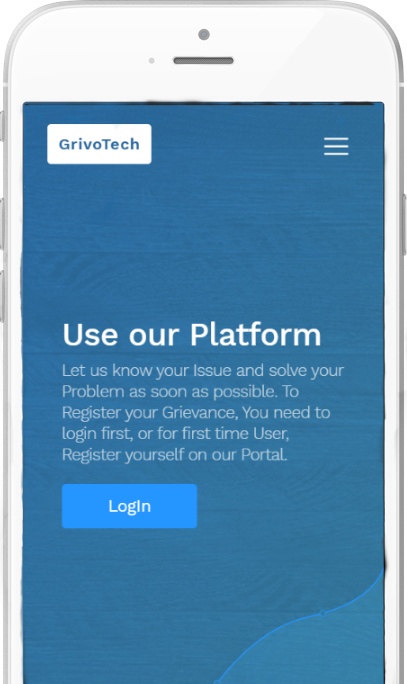 GrivoTech
Use our Platform
Let us know your Issue and solve your
Problem as soon as possible. To
Register your Grievance, You need to
login first, or for first time User,
Register yourself on our Portal.
LogIn